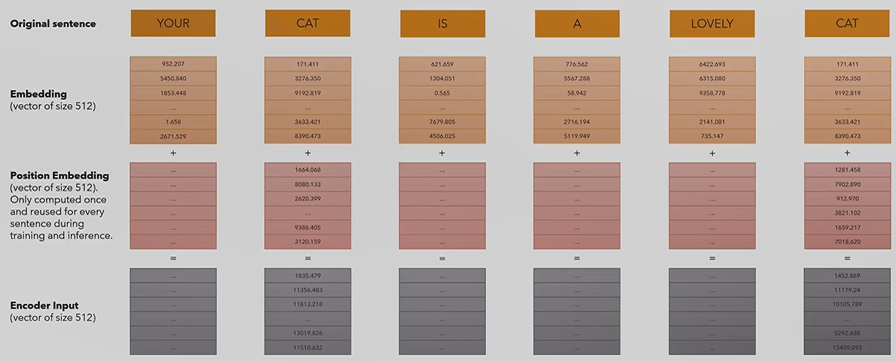 Original sentence YOUR CAT IS A LOVELY CAT
952.207 171.411 621.659 776.562 6422.693 171.411
5450.840 3276.350 1304.051 5567.288 6315.080 3276.350
Embedding 1853.448 9192.819 0.565 58.942 9358.778 9192.819
(vector of size 512) ... ... ... ... ... ...
1.658 3633.421 7679.805 2716.194 2141.081 3633.421
2671.529 8390.473 4506.025 5119.949 735.147 8390.473
+ + + + + +
Position Embedding ... 1664.068 ... ... ... 1281.458
(vector of size 512). ... 8080.133 ... ... ... 7902.890
Only computed once ... 2620.399 ... ... ... 912.970
and reused for every ... ... ... ... ... 3821.102
sentence during ... 9386.405 ... ... ... 1659.217
training and inference. ... 3120.159 ... ... ... 7018.620
= = = = = =
... 1835.479 ... ... ... 1452.869
... 11356.483 ... ... ... 11179.24
Encoder Input ... 11813.218 ... ... ... 10105.789
(vector of size 512) ... ... ... ... ... ...
... 13019.826 ... ... ... 5292.638
... 11510.632 ... ... ... 15409.093